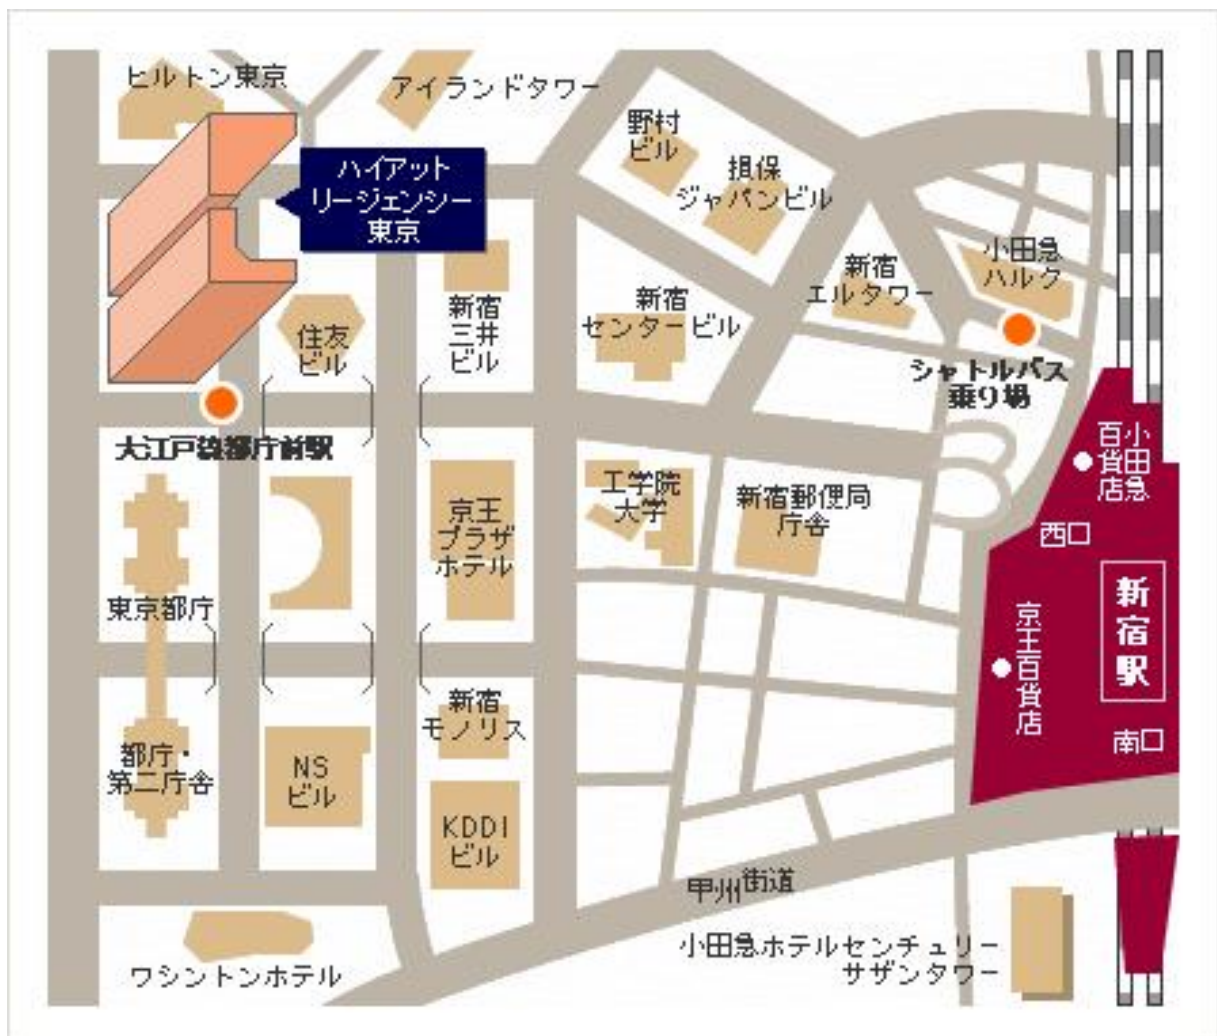 ヒルトン東京
アイランドタワー
野村
ビル
損保
ジャパンビル
ハイアット
リージェンシー
東京
小田急
ハルク
新宿
エルタワー
新宿
三井
ビル
新宿
センタービル
住友
ビル
シャトルバス
乗り場
大江戸線都庁前駅
小田急
百貨店
京王
プラザ
ホテル
工学院
大学
新宿郵便局
庁舎
西口
新宿駅
東京都庁
京王百貨店
新宿
モノリス
南口
都庁・
第二庁舎
NS
ビル
KDDI
ビル
甲州街道
小田急ホテルセンチュリー
サザンタワー
ワシントンホテル